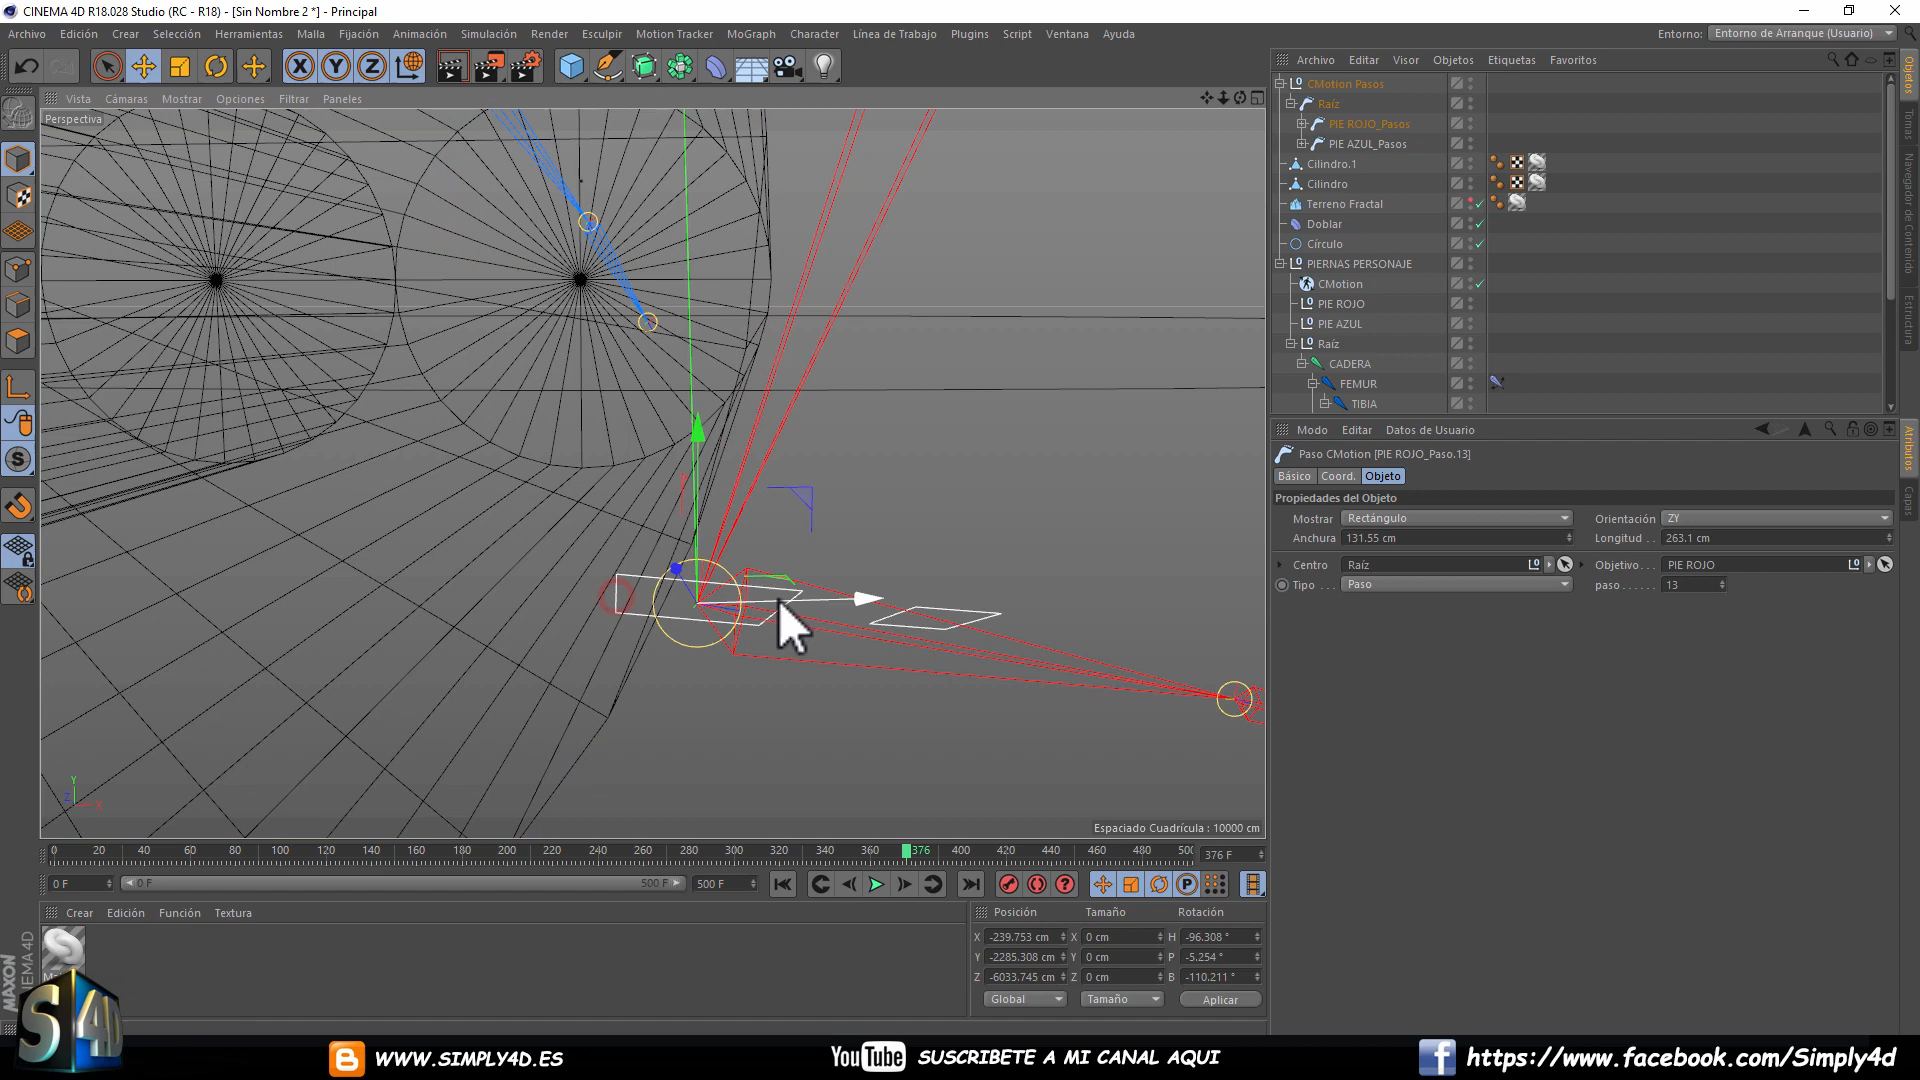 CINEMA 4D R18.028 Studio (RC - R18) - [Sin Nombre 2 *] - Principal
Archivo Edición Crear Selección Herramientas Malla Fijación Animación Simulación Render Esculpir Motion Tracker MoGraph Character Línea de Trabajo Plugins Script Ventana Ayuda
Entorno: Entorno de Arranque (Usuario)
Vista Cámaras Mostrar Opciones Filtrar Paneles
Perspectiva
Espaciado Cuadrícula : 10000 cm
Archivo Editar Visor Objetos Etiquetas Favoritos
CMotion Pasos
Raíz
PIE ROJO_Pasos
PIE AZUL_Pasos
Cilindro.1
Cilindro
Terreno Fractal
Doblar
Círculo
PIERNAS PERSONAJE
CMotion
PIE ROJO
PIE AZUL
Raíz
CADERA
FEMUR
TIBIA
Objetos
Tomas
Navegador de Contenido
Estructura
Modo Editar Datos de Usuario
Paso CMotion [PIE ROJO_Paso.13]
Básico Coord. Objeto
Propiedades del Objeto
Mostrar Rectángulo Orientación ZY
Anchura 131.55 cm Longitud . . 263.1 cm
Centro Raíz Objetivo . PIE ROJO
Tipo . . Paso paso . . . . 13
Atributos
Capas
0 20 40 60 80 100 120 140 160 180 200 220 240 260 280 300 320 340 360 376 400 420 440 460 480 500
376 F
0 F 0 F 500 F 500 F
Crear Edición Función Textura
Posición Tamaño Rotación
X -239.753 cm X 0 cm H -96.308 °
Y -2285.308 cm Y 0 cm P -5.254 °
Z -6033.745 cm Z 0 cm B -110.211 °
Global Tamaño Aplicar
MAXON
CINEMA 4D
S4D
WWW.SIMPLY4D.ES
YouTube SUSCRIBETE A MI CANAL AQUI
f https://www.facebook.com/Simply4d
X
Y
Z